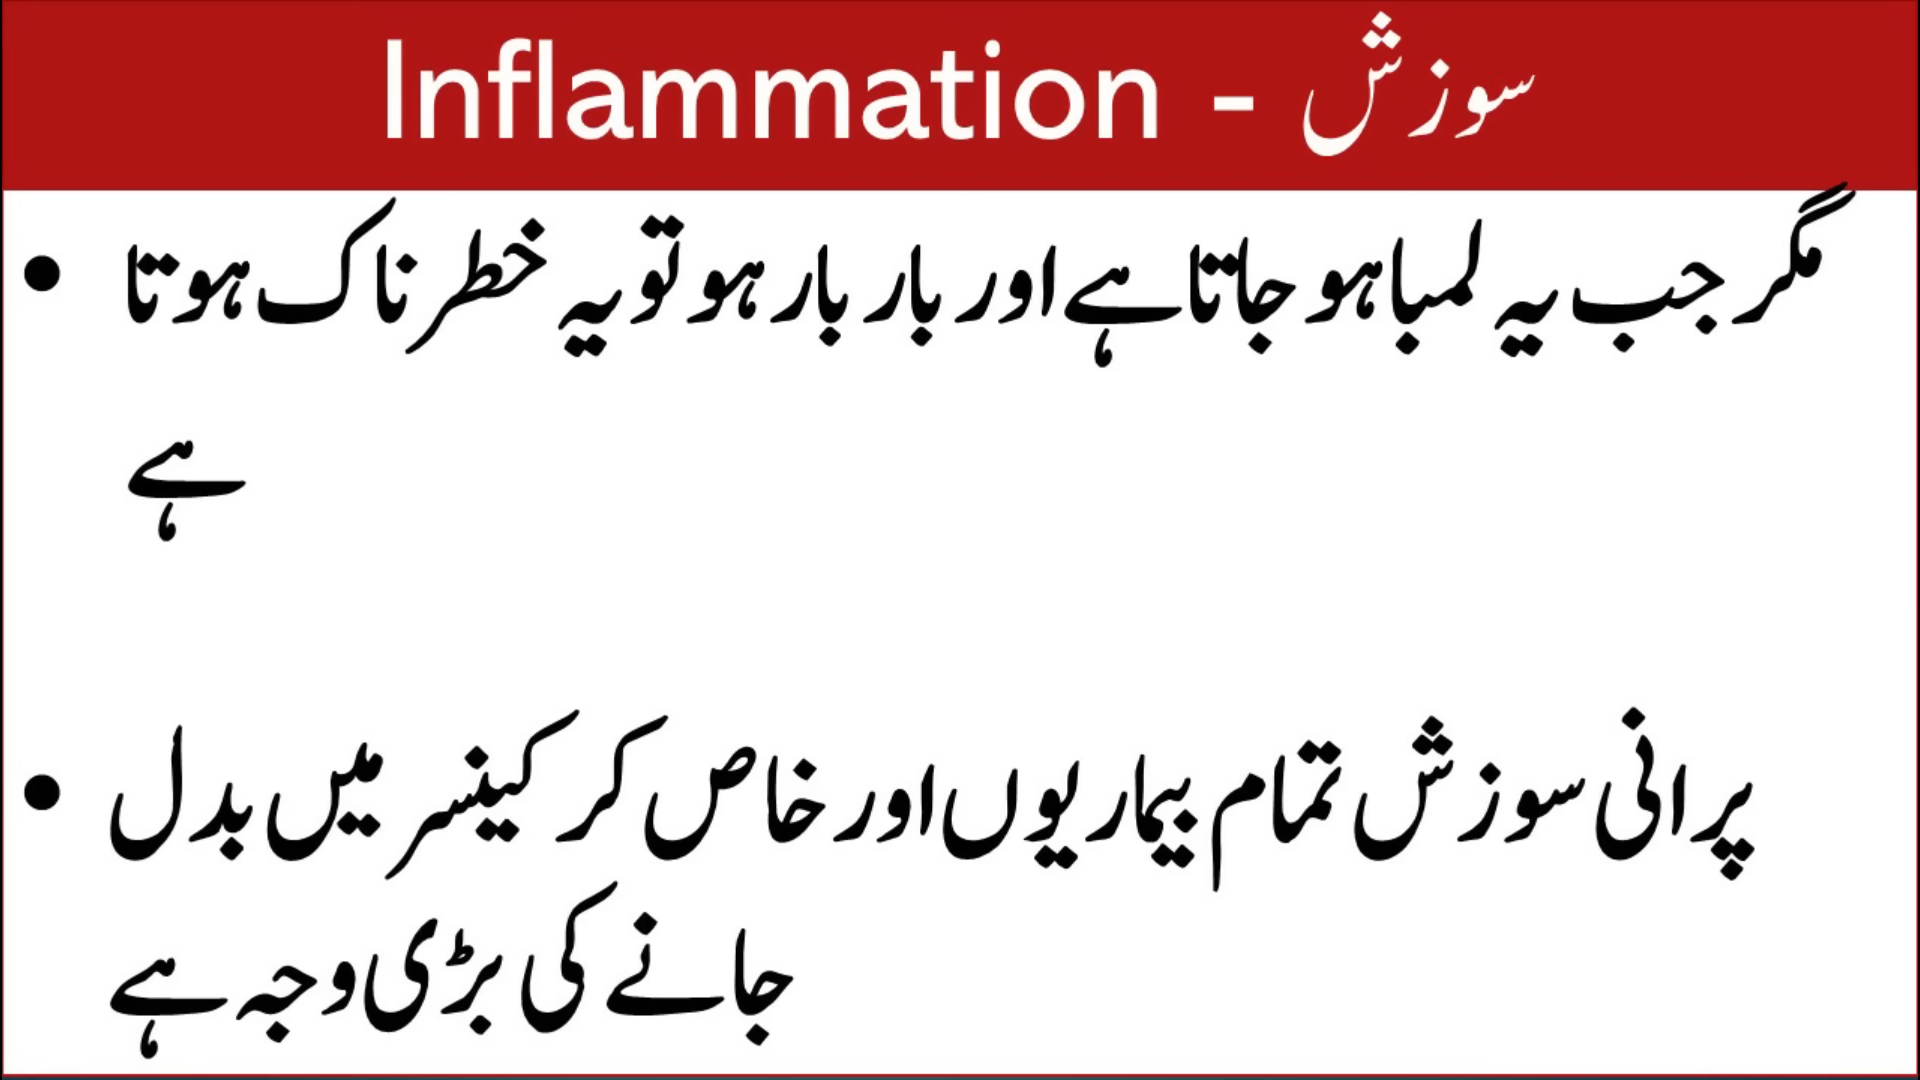 Inflammation - سوزش
• مگر جب یہ لمبا ہو جاتا ہے اور بار بار ہو تو یہ خطرناک ہوتا
ہے
• پرانی سوزش تمام بیماریوں اور خاص کر کینسر میں بدل
جانے کی بڑی وجہ ہے